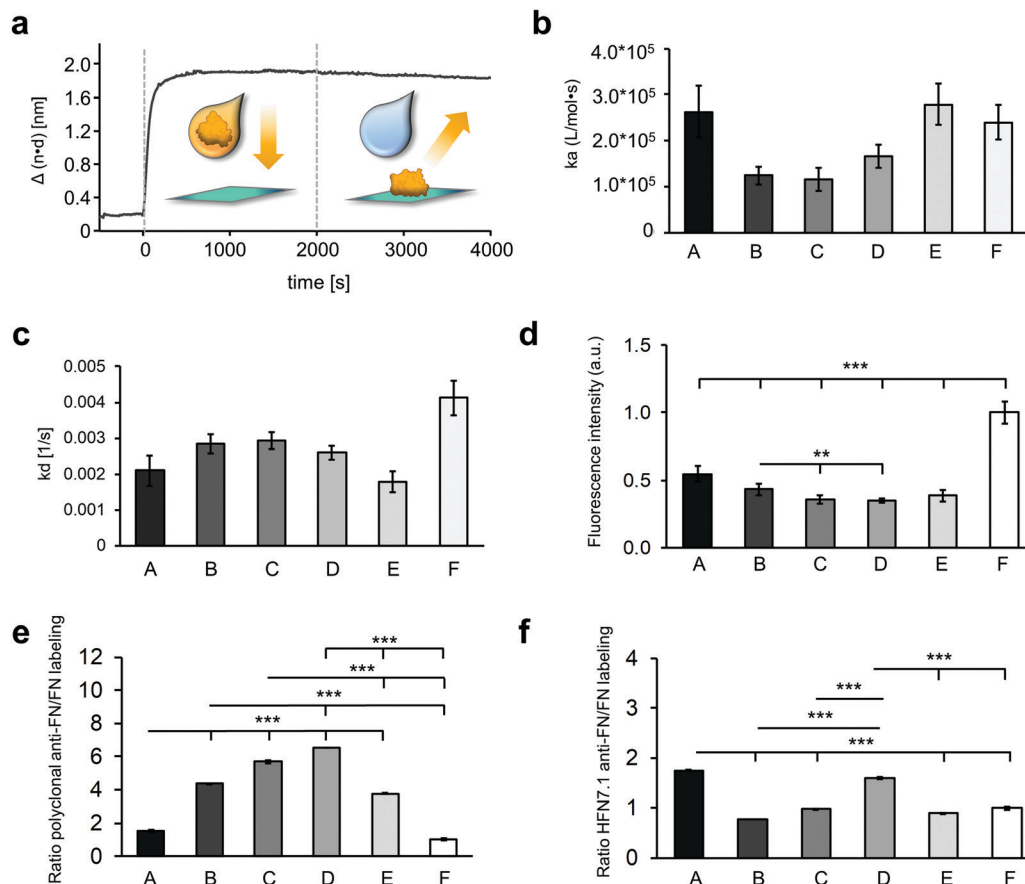 a
Δ (n•d) [nm]
2.0
1.6
1.2
0.8
0.4
0
0 1000 2000 3000 4000
time [s]
b
ka (L/mol•s)
4.0*10⁵
3.0*10⁵
2.0*10⁵
1.0*10⁵
0
A B C D E F
c
kd [1/s]
0.005
0.004
0.003
0.002
0.001
0
A B C D E F
d
Fluorescence intensity (a.u.)
1.5
1.0
0.5
0.0
***
**
A B C D E F
e
Ratio polyclonal anti-FN/FN labeling
12
10
8
6
4
2
0
***
***
***
***
A B C D E F
f
Ratio HFN7.1 anti-FN/FN labeling
4
3
2
1
0
***
***
***
***
A B C D E F